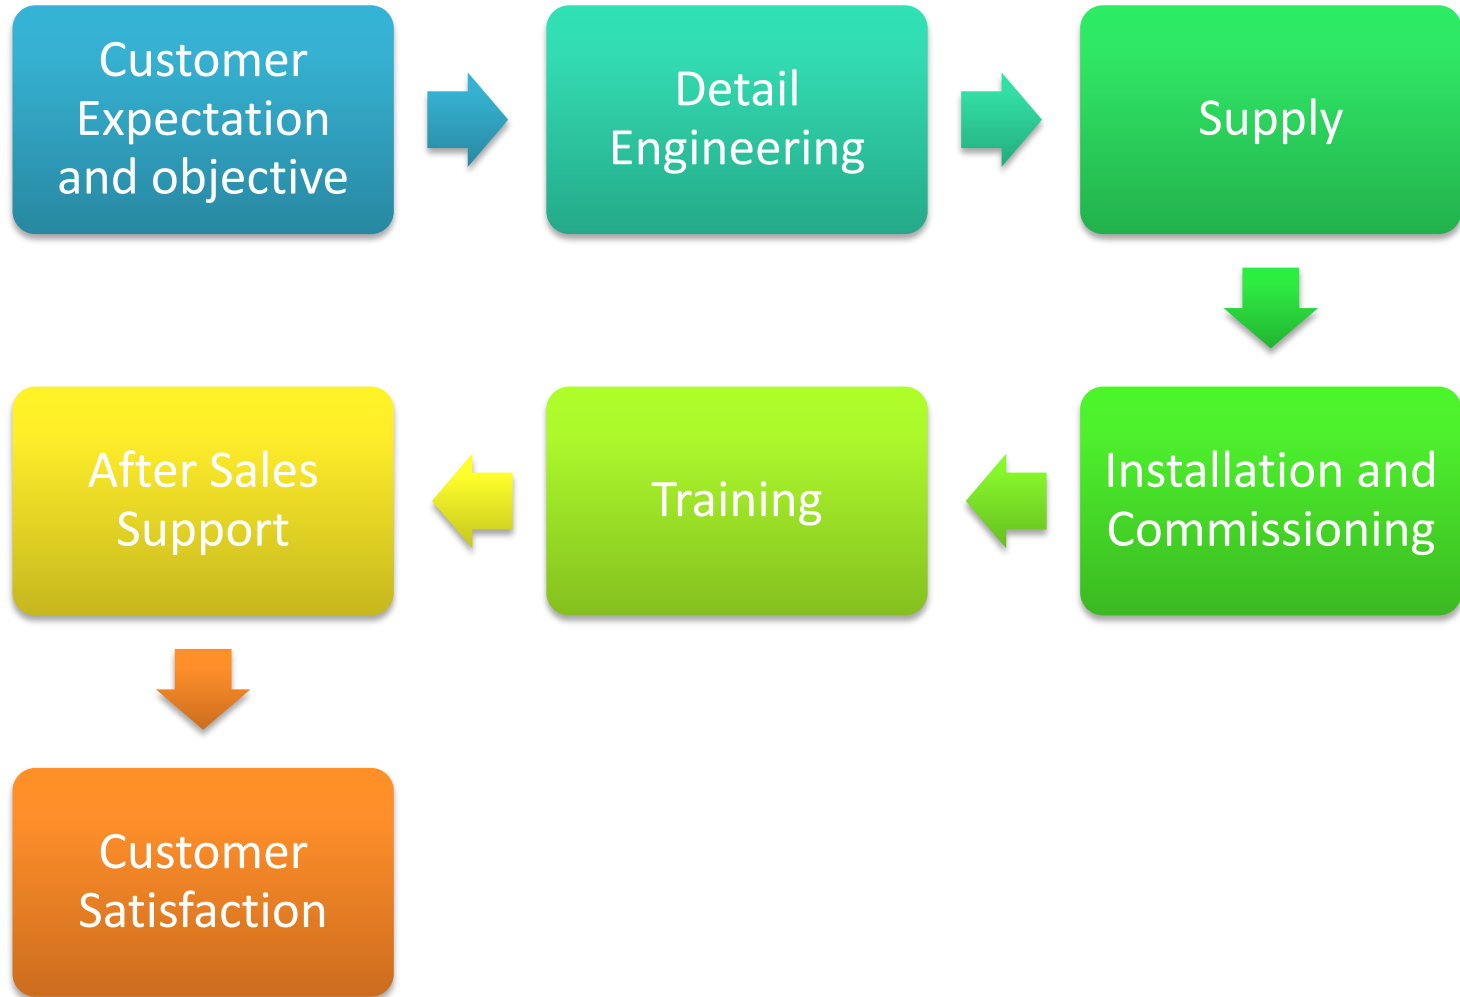 Customer
Expectation
and objective
Detail
Engineering
Supply
Installation and
Commissioning
Training
After Sales
Support
Customer
Satisfaction